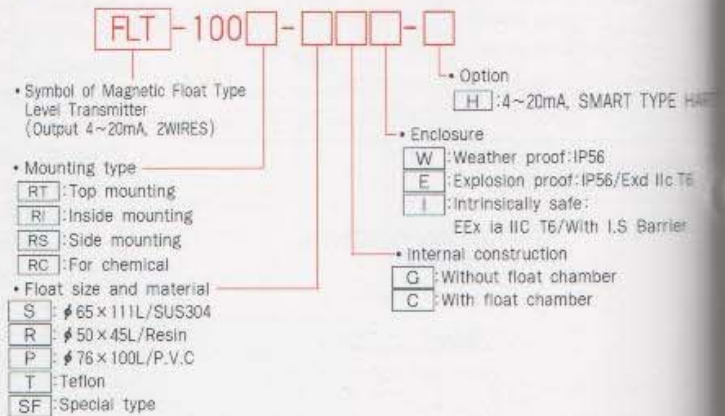 FLT-100□-□□□-□
• Symbol of Magnetic Float Type
Level Transmitter
(Output 4~20mA, 2WIRES)
• Mounting type
RT :Top mounting
RI :Inside mounting
RS :Side mounting
RC :For chemical
• Float size and material
S : ϕ65×111L/SUS304
R : ϕ50×45L/Resin
P : ϕ76×100L/P.V.C
T :Teflon
SF :Special type
• Option
H :4~20mA, SMART TYPE
• Enclosure
W :Weather proof:IP56
E :Explosion proof:IP56/Exd IIc T6
I :Intrinsically safe:
EEx ia IIC T6/With I.S Barrier
• Internal construction
G :Without float chamber
C :With float chamber